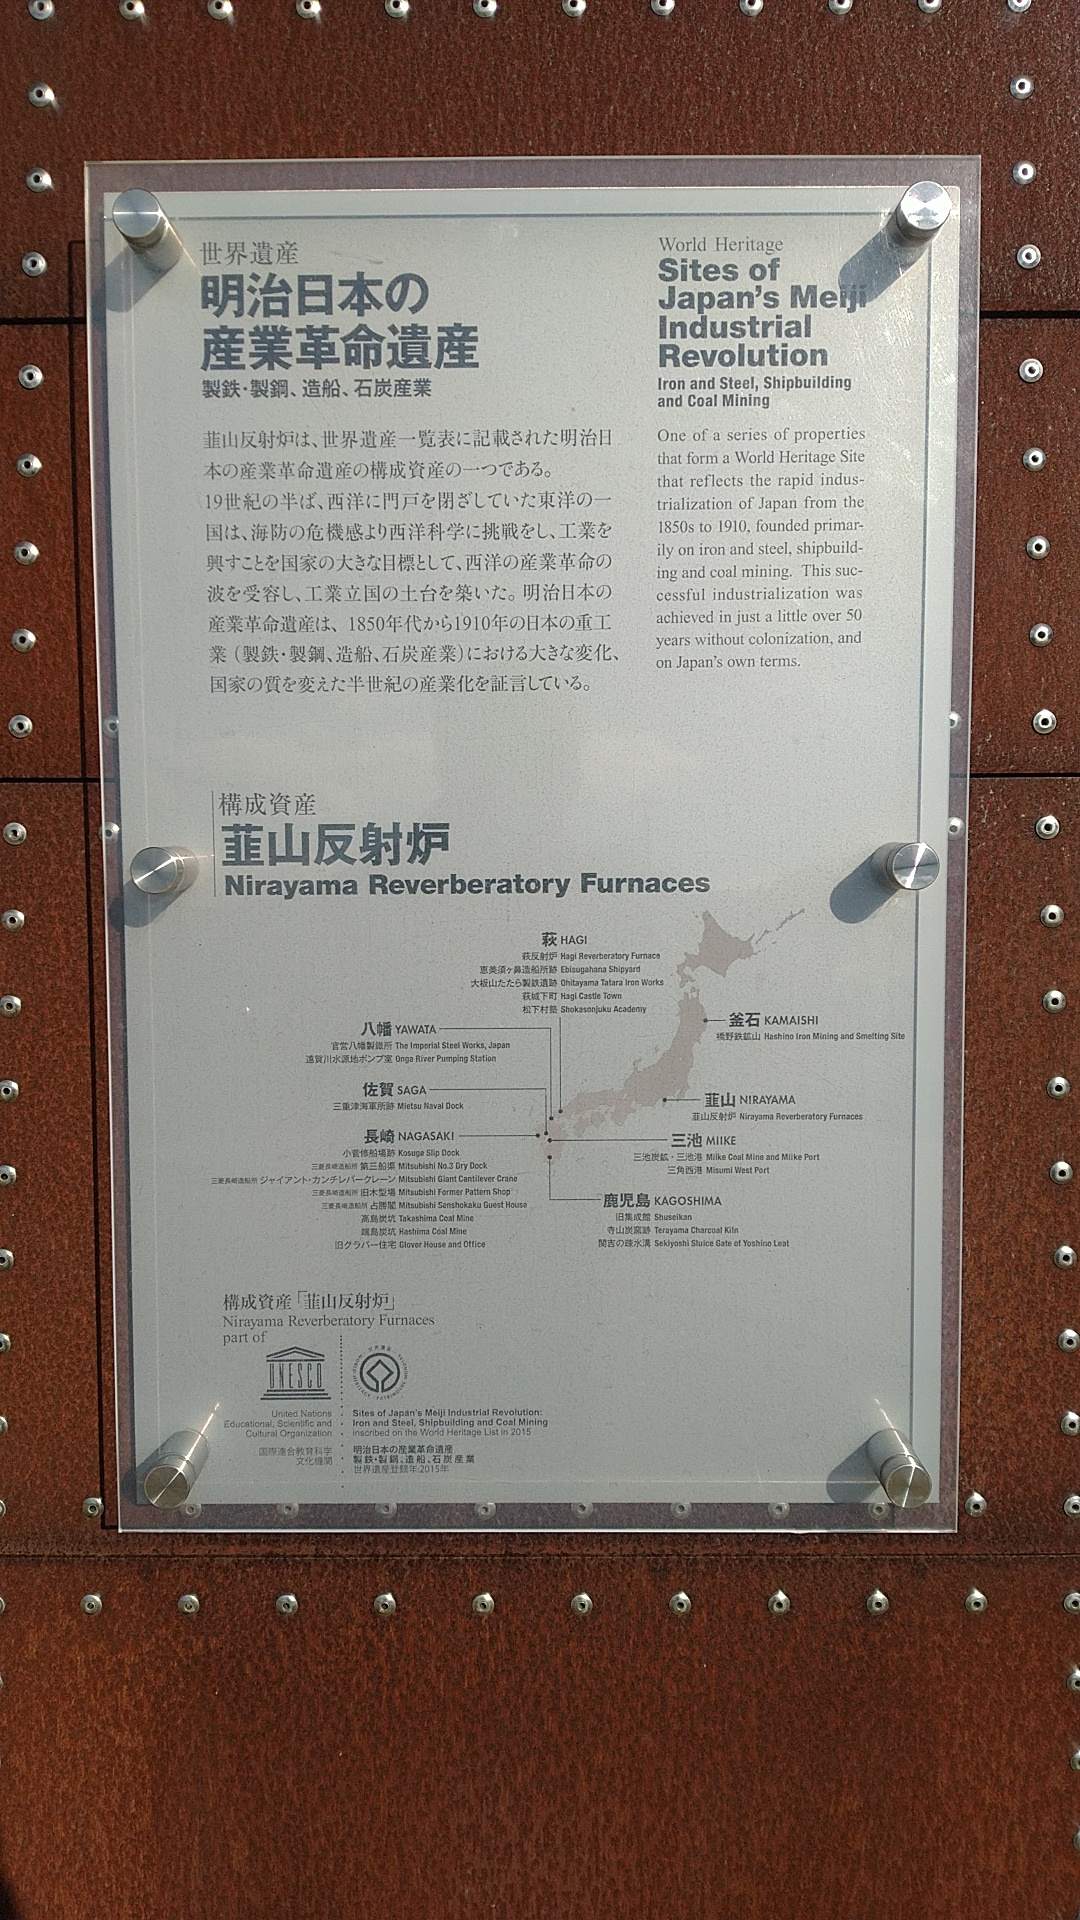 世界遺産
明治日本の
産業革命遺産
製鉄・製鋼、造船、石炭産業
韮山反射炉は、世界遺産一覧表に記載された明治日
本の産業革命遺産の構成資産の一つである。
19世紀の半ば、西洋に門戸を閉ざしていた東洋の一
国は、海防の危機感より西洋科学に挑戦をし、工業を
興すことを国家の大きな目標として、西洋の産業革命の
波を受容し、工業立国の土台を築いた。明治日本の
産業革命遺産は、1850年代から1910年の日本の重工
業（製鉄・製鋼、造船、石炭産業）における大きな変化、
国家の質を変えた半世紀の産業化を証言している。
World Heritage
Sites of
Japan's Meiji
Industrial
Revolution
Iron and Steel, Shipbuilding
and Coal Mining
One of a series of properties
that form a World Heritage Site
that reflects the rapid indus-
trialization of Japan from the
1850s to 1910, founded primar-
ily on iron and steel, shipbuild-
ing and coal mining. This suc-
cessful industrialization was
achieved in just a little over 50
years without colonization, and
on Japan's own terms.
構成資産
韮山反射炉
Nirayama Reverberatory Furnaces
萩 HAGI
萩反射炉 Hagi Reverberatory Furnace
恵美須ヶ鼻造船所跡 Ebisugahana Shipyard
大板山たたら製鉄遺跡 Ohitayama Tatara Iron Works
萩城下町 Hagi Castle Town
松下村塾 Shokasonjuku Academy
八幡 YAWATA
官営八幡製鐵所 The Imperial Steel Works, Japan
遠賀川水源地ポンプ室 Onga River Pumping Station
佐賀 SAGA
三重津海軍所跡 Mietsu Naval Dock
長崎 NAGASAKI
小菅修船場跡 Kosuge Slip Dock
三菱長崎造船所 第三船渠 Mitsubishi No.3 Dry Dock
三菱長崎造船所 ジャイアント・カンチレバークレーン Mitsubishi Giant Cantilever Crane
三菱長崎造船所 旧木型場 Mitsubishi Former Pattern Shop
三菱長崎造船所 占勝閣 Mitsubishi Senshokaku Guest House
高島炭坑 Takashima Coal Mine
端島炭坑 Hashima Coal Mine
旧グラバー住宅 Glover House and Office
釜石 KAMAISHI
橋野鉄鉱山 Hashino Iron Mining and Smelting Site
韮山 NIRAYAMA
韮山反射炉 Nirayama Reverberatory Furnaces
三池 MIIKE
三池炭鉱・三池港 Miike Coal Mine and Miike Port
三角西港 Misumi West Port
鹿児島 KAGOSHIMA
旧集成館 Shuseikan
寺山炭窯跡 Terayama Charcoal Kiln
関吉の疎水溝 Sekiyoshi Sluice Gate of Yoshino Leat
構成資産「韮山反射炉」
Nirayama Reverberatory Furnaces
part of
UNESCO
United Nations
Educational, Scientific and
Cultural Organization
国際連合教育科学
文化機関
Sites of Japan's Meiji Industrial Revolution:
Iron and Steel, Shipbuilding and Coal Mining
inscribed on the World Heritage List in 2015
明治日本の産業革命遺産
製鉄・製鋼、造船、石炭産業
世界遺産登録年:2015年